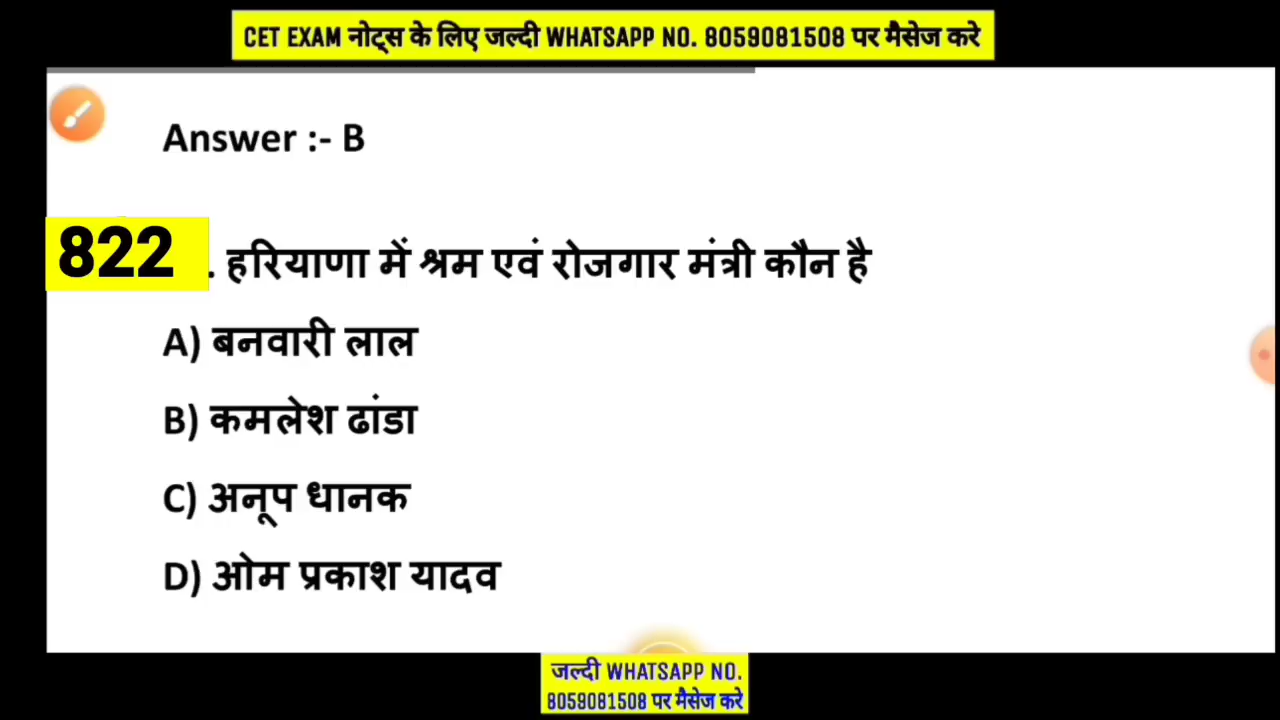 CET EXAM नोट्स के लिए जल्दी WHATSAPP NO. 8059081508 पर मैसेज करे
Answer :- B
822 . हरियाणा में श्रम एवं रोजगार मंत्री कौन है
A) बनवारी लाल
B) कमलेश ढांडा
C) अनूप धानक
D) ओम प्रकाश यादव
जल्दी WHATSAPP NO.
8059081508 पर मैसेज करे